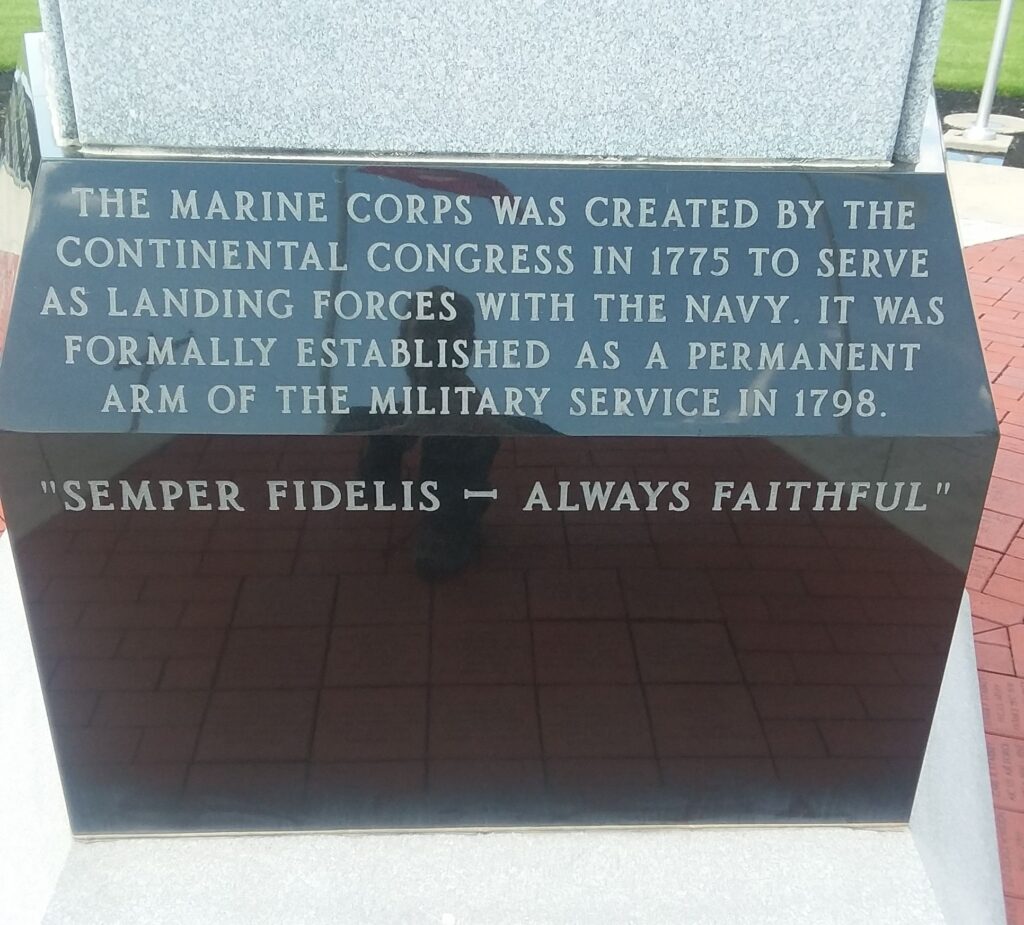 THE MARINE CORPS WAS CREATED BY THE
CONTINENTAL CONGRESS IN 1775 TO SERVE
AS LANDING FORCES WITH THE NAVY. IT WAS
FORMALLY ESTABLISHED AS A PERMANENT
ARM OF THE MILITARY SERVICE IN 1798.
"SEMPER FIDELIS – ALWAYS FAITHFUL"